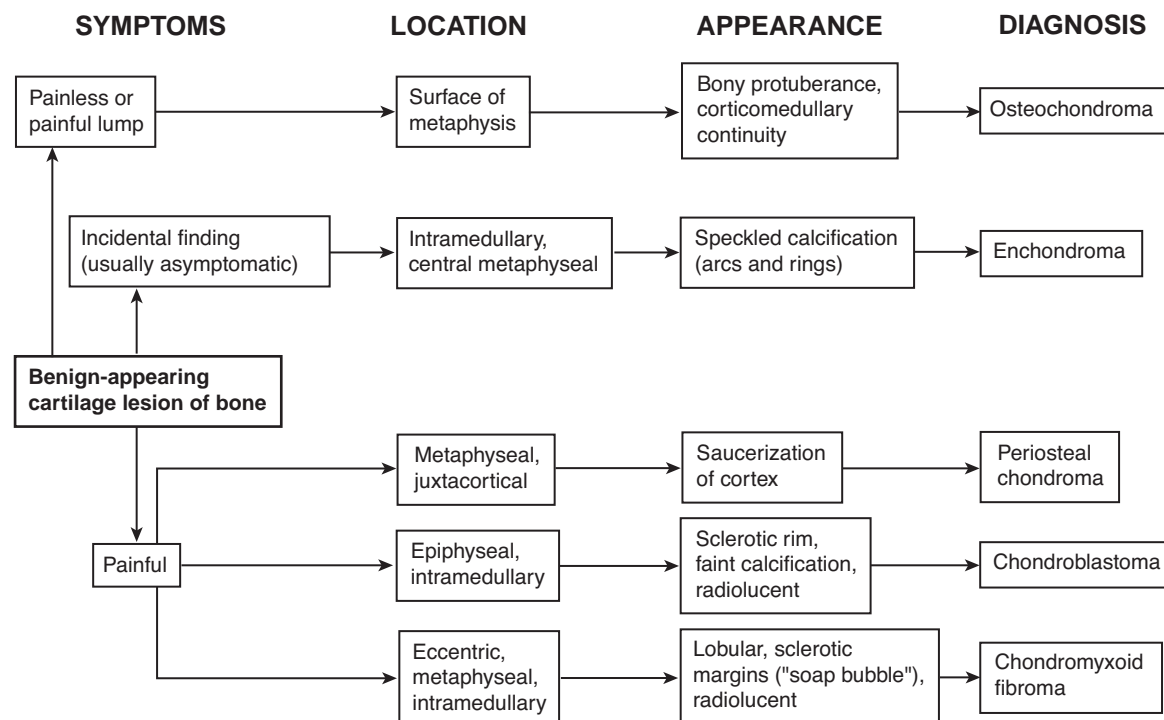 SYMPTOMS LOCATION APPEARANCE DIAGNOSIS
Painless or
painful lump
Surface of
metaphysis
Bony protuberance,
corticomedullary
continuity
Osteochondroma
Incidental finding
(usually asymptomatic)
Intramedullary,
central metaphyseal
Speckled calcification
(arcs and rings)
Enchondroma
Benign-appearing
cartilage lesion of bone
Metaphyseal,
juxtacortical
Saucerization
of cortex
Periosteal
chondroma
Painful
Epiphyseal,
intramedullary
Sclerotic rim,
faint calcification,
radiolucent
Chondroblastoma
Eccentric,
metaphyseal,
intramedullary
Lobular, sclerotic
margins ("soap bubble"),
radiolucent
Chondromyxoid
fibroma